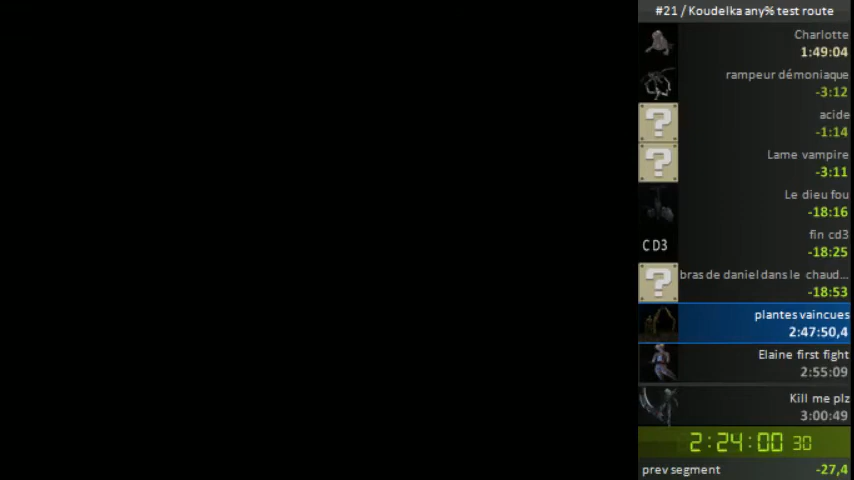 #21 / Koudelka any% test route
Charlotte
1:49:04
rampeur démoniaque
-3:12
acide
-1:14
Lame vampire
-3:11
Le dieu fou
-18:16
fin cd3
CD3
-18:25
bras de daniel dans le chaud...
-18:53
plantes vaincues
2:47:50,4
Elaine first fight
2:55:09
Kill me plz
3:00:49
2:24:00 30
prev segment -27,4